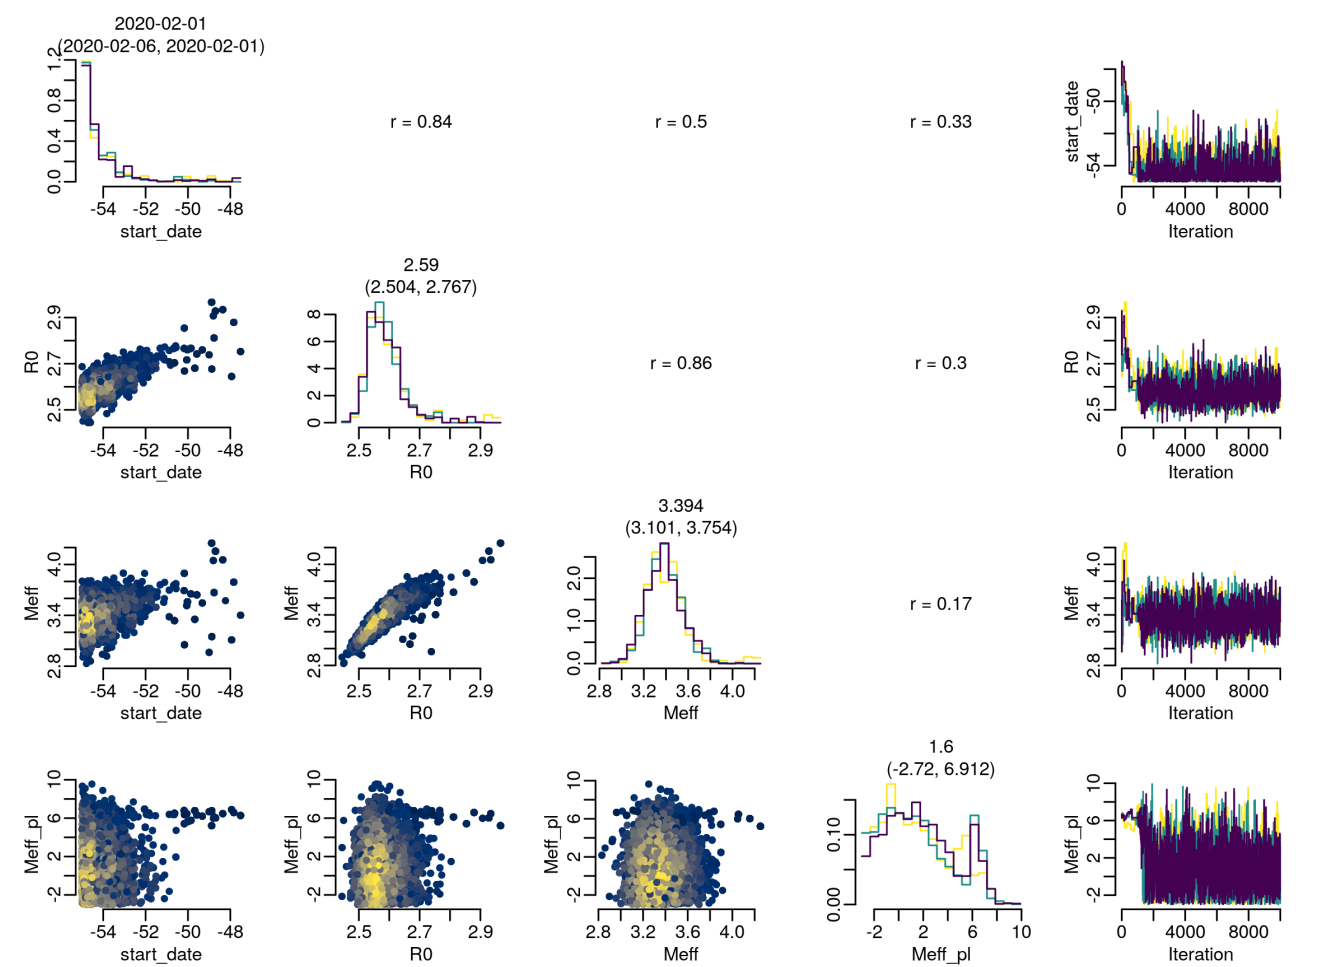 2020-02-01
(2020-02-06, 2020-02-01)
0.0 0.4 0.8 1.2
-54 -52 -50 -48
start_date
r = 0.84
r = 0.5
r = 0.33
start_date
-54 -50
0 4000 8000
Iteration
R0
2.5 2.7 2.9
-54 -52 -50 -48
start_date
2.59
(2.504, 2.767)
0 2 4 6 8
2.5 2.7 2.9
R0
r = 0.86
r = 0.3
R0
2.5 2.7 2.9
0 4000 8000
Iteration
Meff
2.8 3.4 4.0
-54 -52 -50 -48
start_date
Meff
2.8 3.4 4.0
2.5 2.7 2.9
R0
3.394
(3.101, 3.754)
0.0 1.0 2.0
2.8 3.2 3.6 4.0
Meff
r = 0.17
Meff
2.8 3.4 4.0
0 4000 8000
Iteration
Meff_pl
-2 2 6 10
-54 -52 -50 -48
start_date
Meff_pl
-2 2 6 10
2.5 2.7 2.9
R0
Meff_pl
-2 2 6 10
2.8 3.2 3.6 4.0
Meff
1.6
(-2.72, 6.912)
0.00 0.10
-2 2 6 10
Meff_pl
Meff_pl
-2 2 6 10
0 4000 8000
Iteration